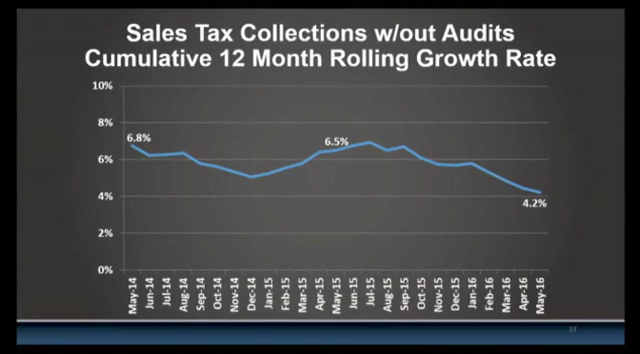 Sales Tax Collections w/out Audits
Cumulative 12 Month Rolling Growth Rate
10%
8%
6%
4%
2%
0%
6.8%
6.5%
4.2%
May-14
Jun-14
Jul-14
Aug-14
Sep-14
Oct-14
Nov-14
Dec-14
Jan-15
Feb-15
Mar-15
Apr-15
May-15
Jun-15
Jul-15
Aug-15
Sep-15
Oct-15
Nov-15
Dec-15
Jan-16
Feb-16
Mar-16
Apr-16
May-16